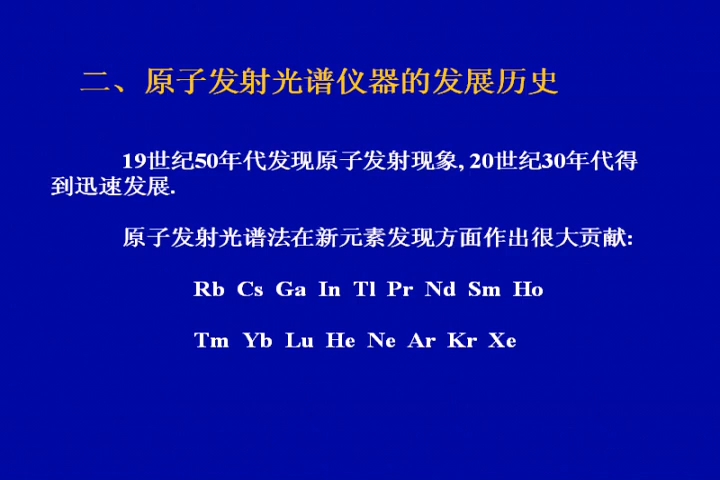 二、原子发射光谱仪器的发展历史
19世纪50年代发现原子发射现象, 20世纪30年代得
到迅速发展.
原子发射光谱法在新元素发现方面作出很大贡献:
Rb Cs Ga In Tl Pr Nd Sm Ho
Tm Yb Lu He Ne Ar Kr Xe